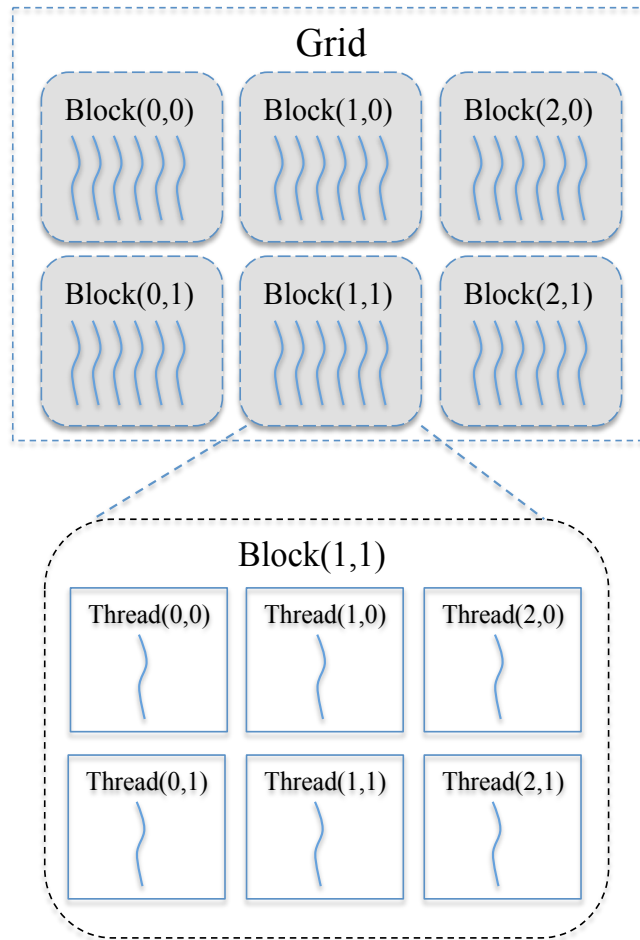 Grid
Block(0,0) Block(1,0) Block(2,0)
Block(0,1) Block(1,1) Block(2,1)
Block(1,1)
Thread(0,0) Thread(1,0) Thread(2,0)
Thread(0,1) Thread(1,1) Thread(2,1)